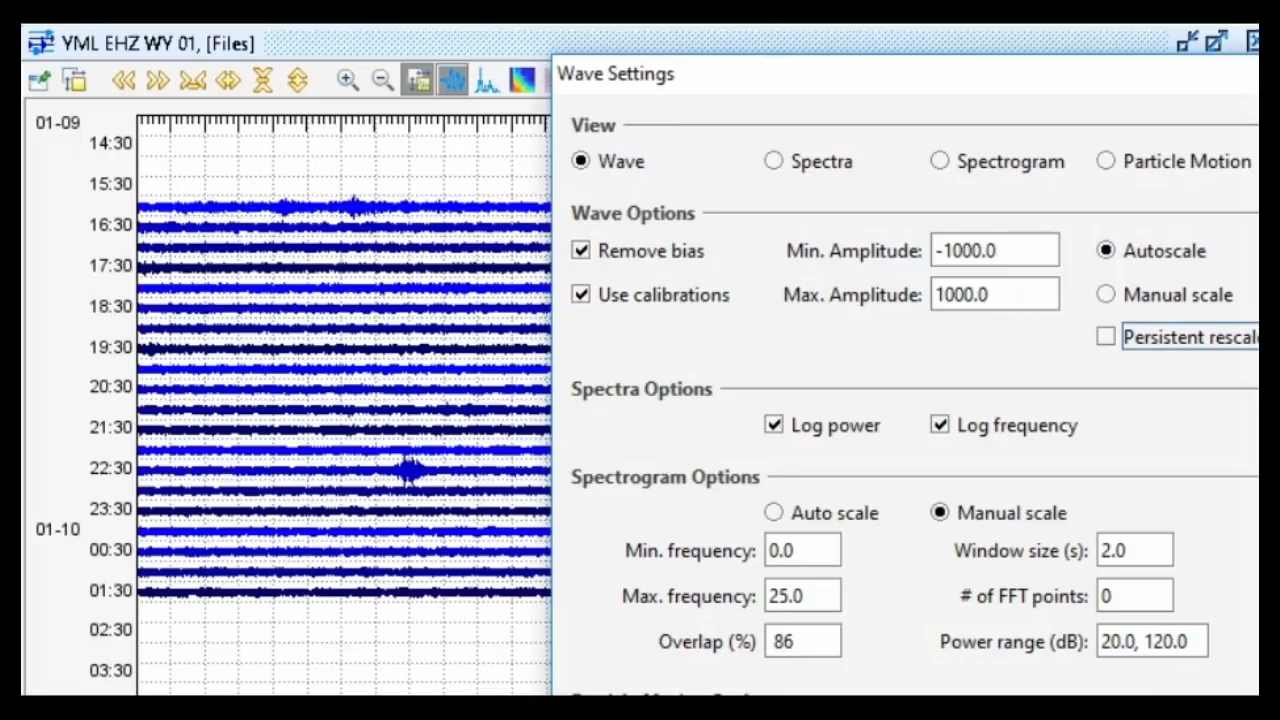 YML EHZ WY 01, [Files]
Wave Settings
01-09
14:30
15:30
16:30
17:30
18:30
19:30
20:30
21:30
22:30
23:30
01-10
00:30
01:30
02:30
03:30
View
Wave Spectra Spectrogram Particle Motion
Wave Options
Remove bias Min. Amplitude: -1000.0 Autoscale
Use calibrations Max. Amplitude: 1000.0 Manual scale
Persistent rescale
Spectra Options
Log power Log frequency
Spectrogram Options
Auto scale Manual scale
Min. frequency: 0.0 Window size (s): 2.0
Max. frequency: 25.0 # of FFT points: 0
Overlap (%) 86 Power range (dB): 20.0, 120.0